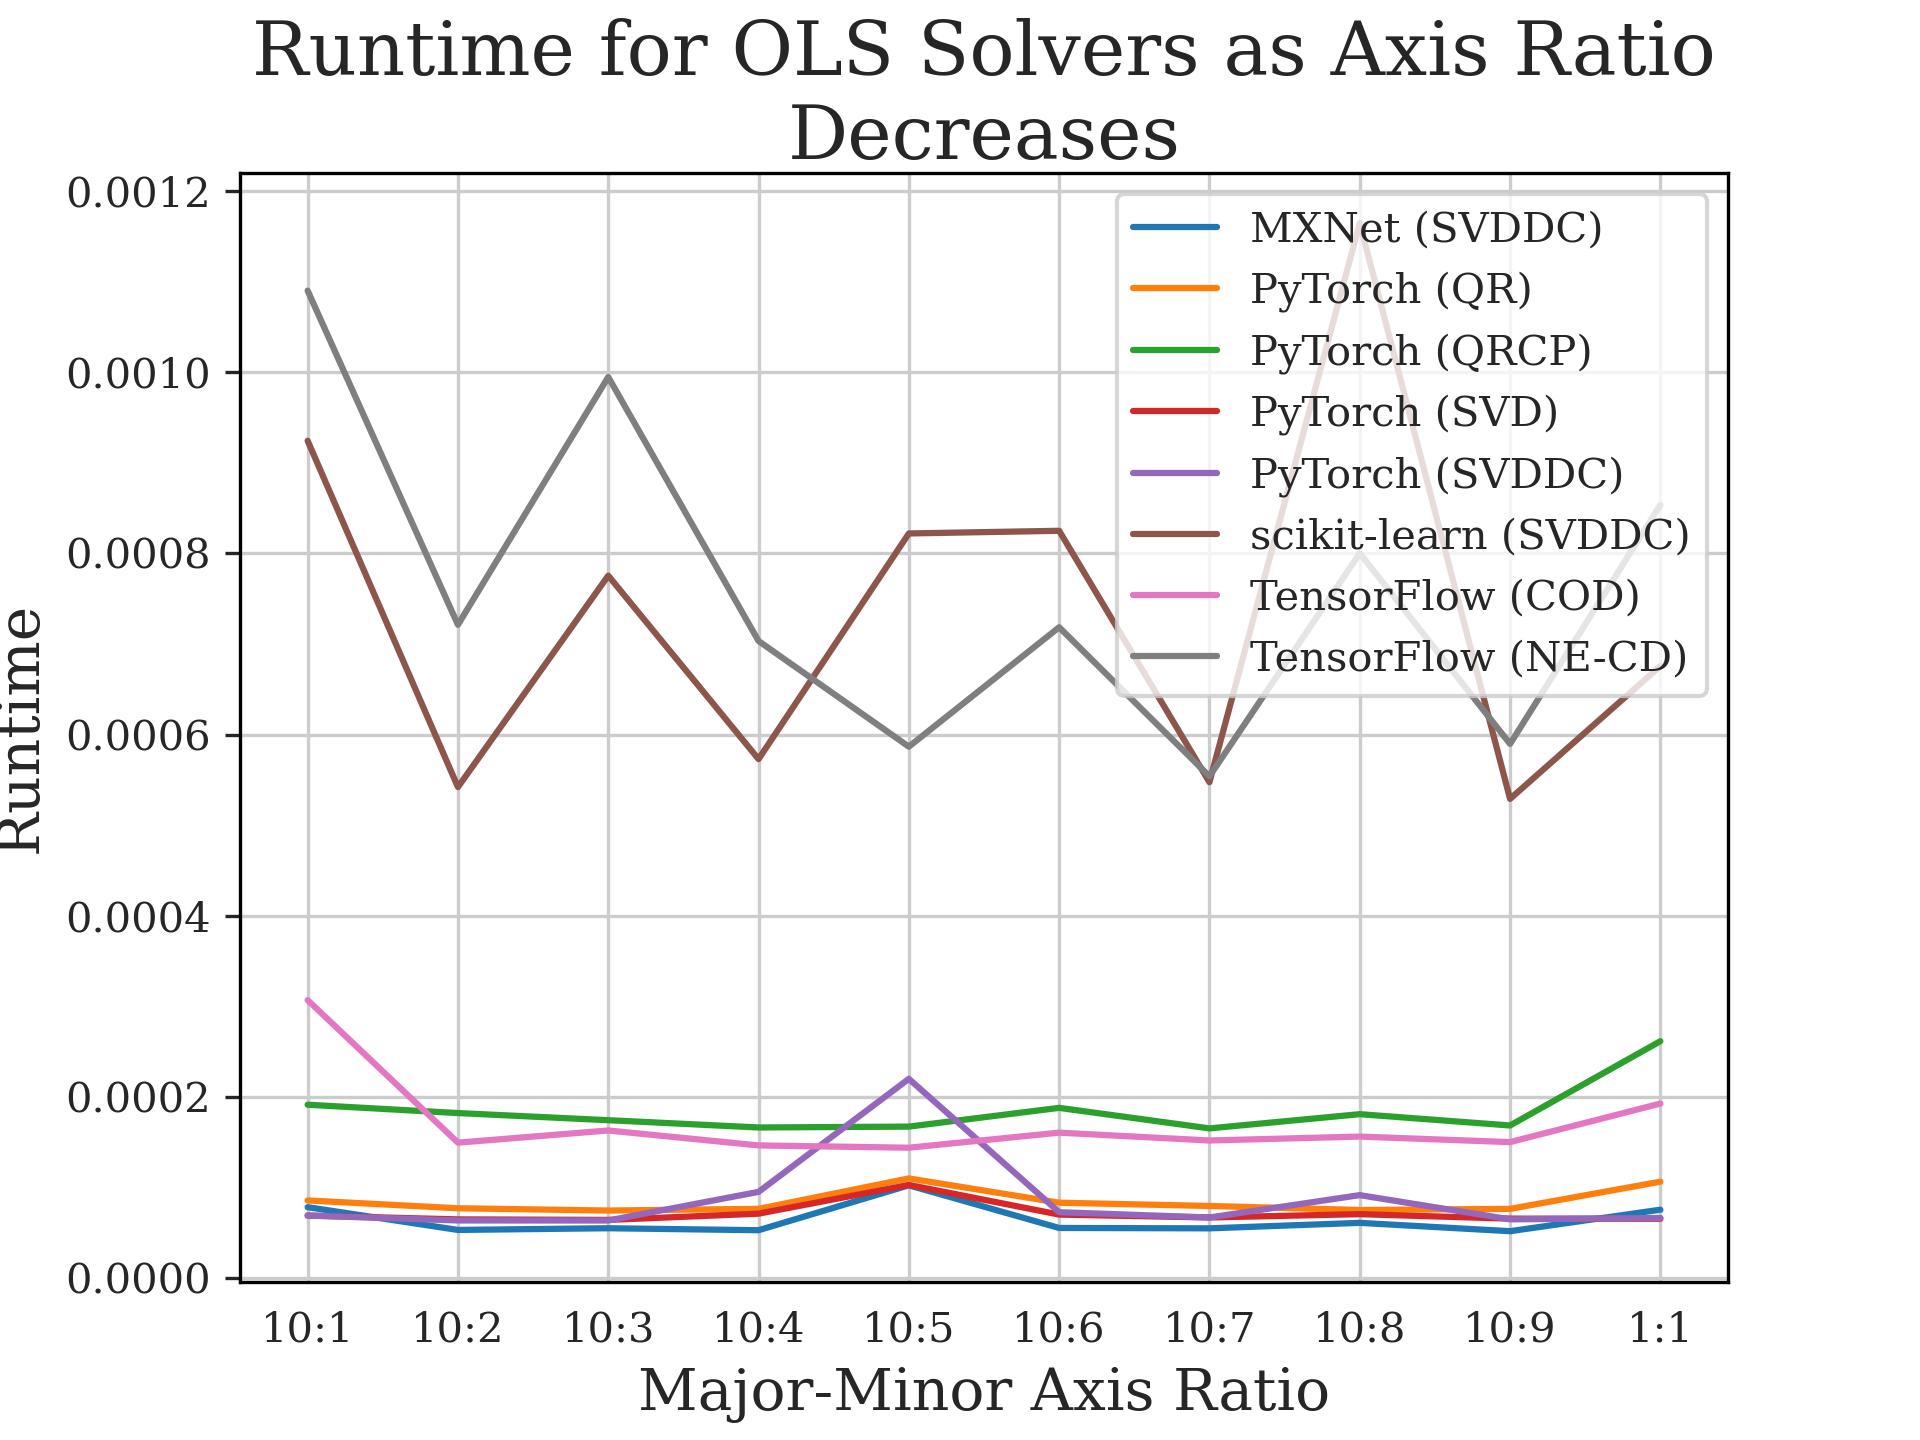 Runtime for OLS Solvers as Axis Ratio
Decreases
Runtime
0.0012
0.0010
0.0008
0.0006
0.0004
0.0002
0.0000
MXNet (SVDDC)
PyTorch (QR)
PyTorch (QRCP)
PyTorch (SVD)
PyTorch (SVDDC)
scikit-learn (SVDDC)
TensorFlow (COD)
TensorFlow (NE-CD)
10:1 10:2 10:3 10:4 10:5 10:6 10:7 10:8 10:9 1:1
Major-Minor Axis Ratio